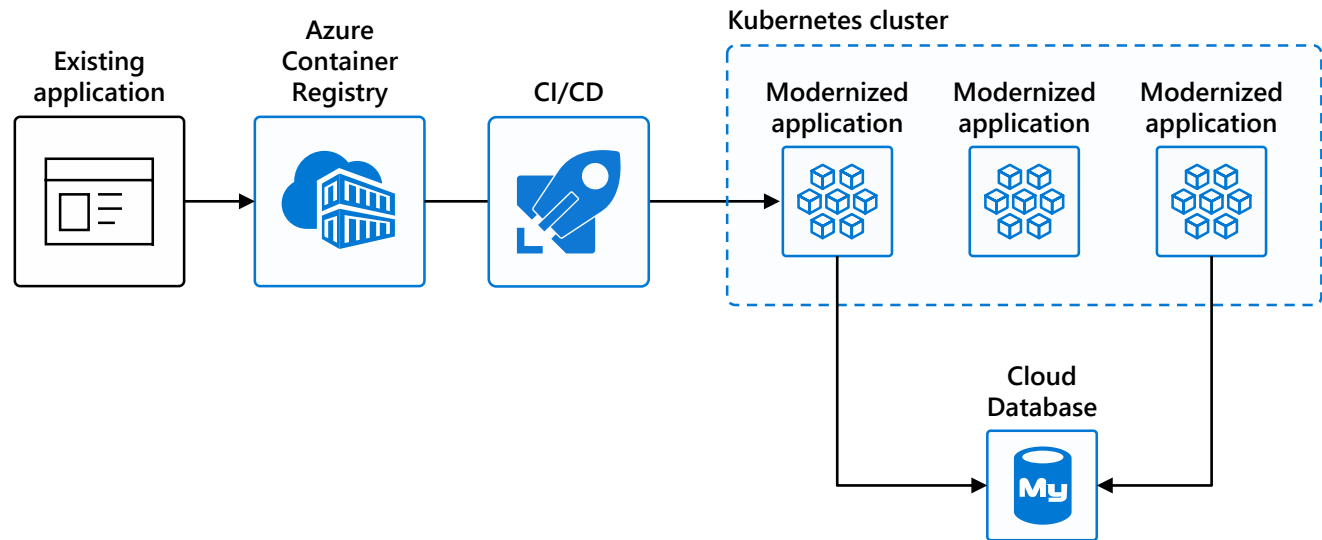 Kubernetes cluster
Existing
application
Azure
Container
Registry
CI/CD
Modernized
application
Modernized
application
Modernized
application
Cloud
Database
My